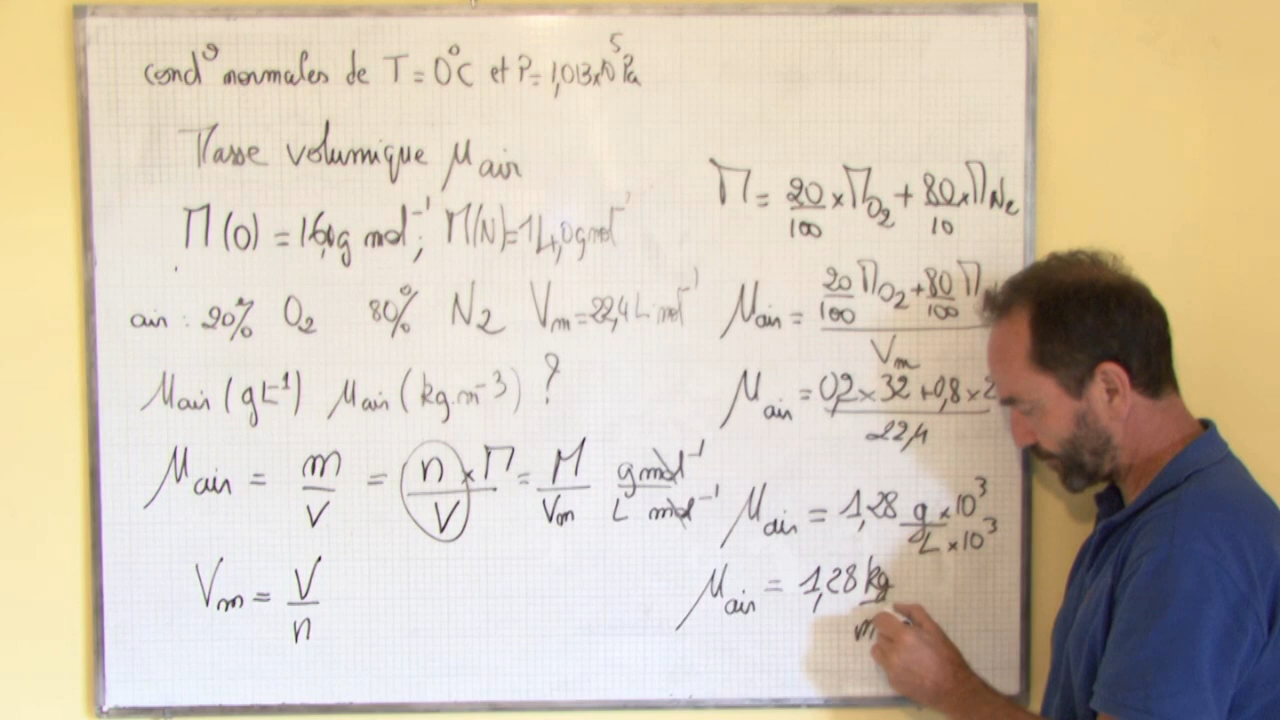 cond° normales de T = 0°C et P = 1,013×10⁵ Pa
Masse volumique μ air
M(O) = 16,0 g mol⁻¹ ; M(N) = 14,0 g mol⁻¹
air : 20% O₂ 80% N₂ Vm = 22,4 L mol⁻¹
μ air (g L⁻¹) μ air (kg.m⁻³) ?
μ air = m/V = n/V × M = M/Vm g mol⁻¹ / L mol⁻¹
Vm = V/n
M = 20/100 × M O₂ + 80/10 × M N₂
μ air = (20/100 M O₂ + 80/100 M) / Vm
μ air = (0,2 × 32 + 0,8 × 2) / 22,4
μ air = 1,28 g × 10³ / L × 10³
μ air = 1,28 kg / m